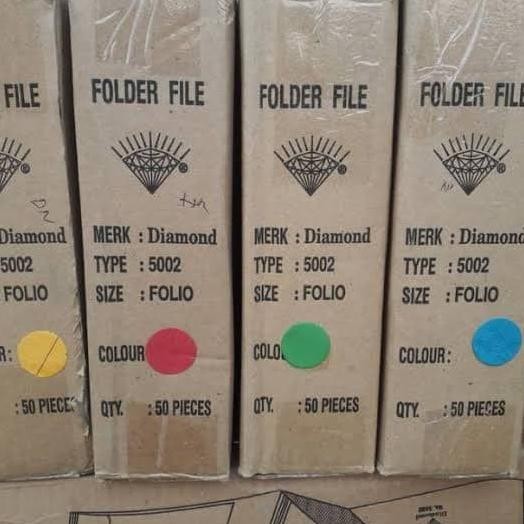 FILE
Diamond
5002
FOLIO
R:
: 50 PIECES
FOLDER FILE
®
MERK : Diamond
TYPE : 5002
SIZE : FOLIO
COLOUR
QTY. : 50 PIECES
FOLDER FILE
®
MERK : Diamond
TYPE : 5002
SIZE : FOLIO
COLO
QTY. : 50 PIECES
FOLDER FILE
®
MERK : Diamond
TYPE : 5002
SIZE : FOLIO
COLOUR :
QTY. : 50 PIECES
Diamond